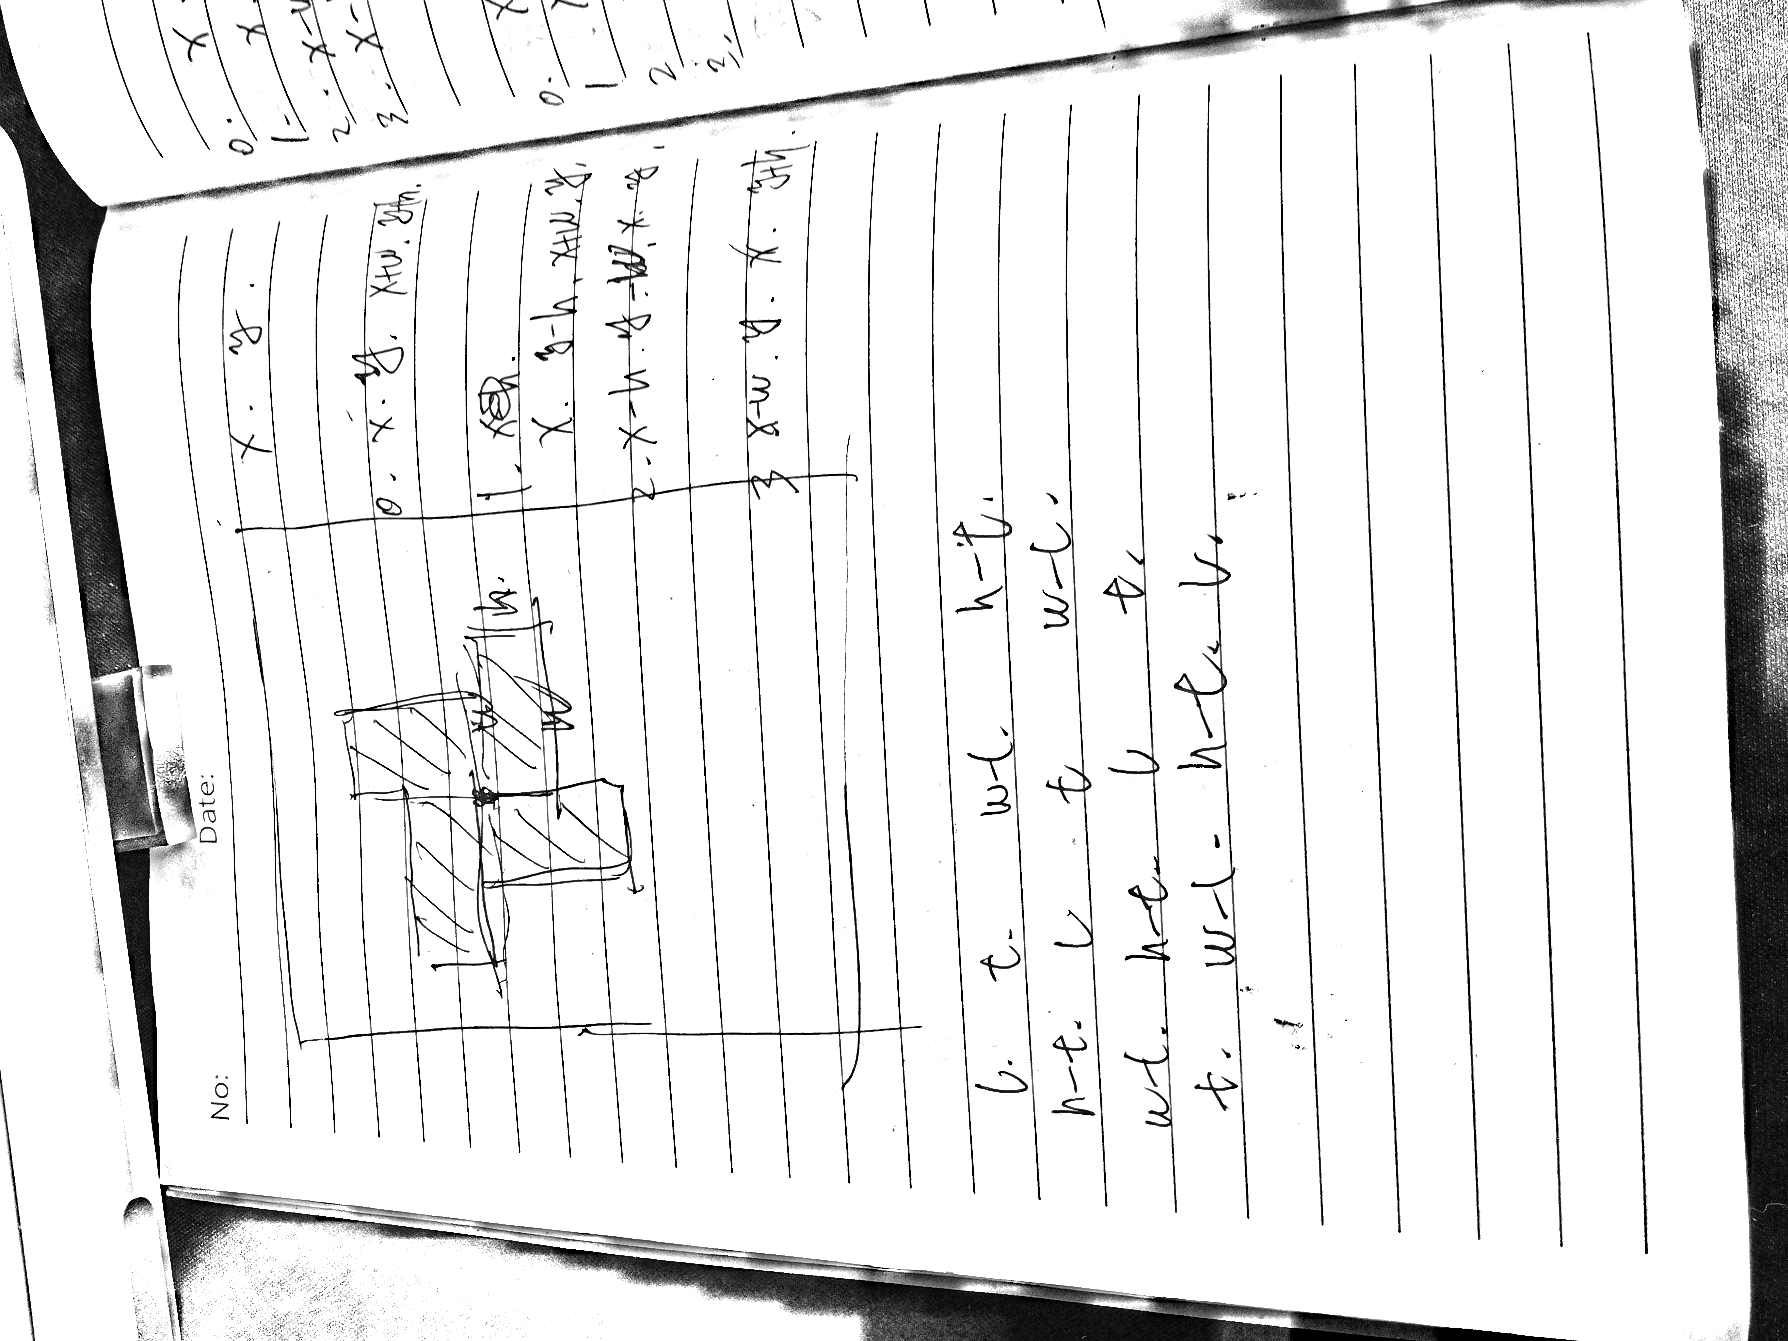 No: Date:
x. y.
0. x. y. x+w. y+h.
1.
x. y-h. x+w. y.
2. x-h. y-w. x. y.
3 x-w. y. x. y+h.
h.
w
l. t. w-l. h-t.
h-t. l t w-l.
w-l. h-t. l t.
t. w-l. h-t. l.
0. x
1. x
2. x-w
3. x-
x
0. x
1
2
3.